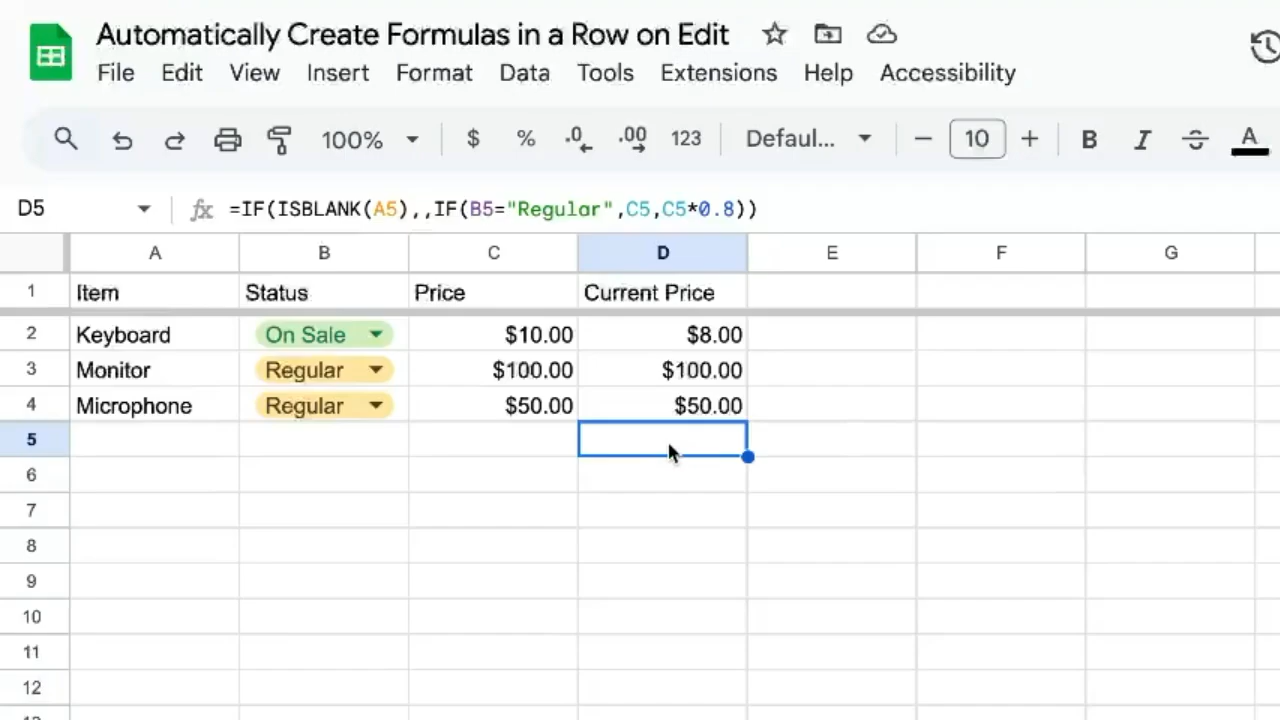 Automatically Create Formulas in a Row on Edit
File Edit View Insert Format Data Tools Extensions Help Accessibility
100% $ % .0 .00 123 Defaul... − 10 + B I S A
D5 fx =IF(ISBLANK(A5),,IF(B5="Regular",C5,C5*0.8))
A B C D E F G
1 Item Status Price Current Price
2 Keyboard On Sale $10.00 $8.00
3 Monitor Regular $100.00 $100.00
4 Microphone Regular $50.00 $50.00
5
6
7
8
9
10
11
12